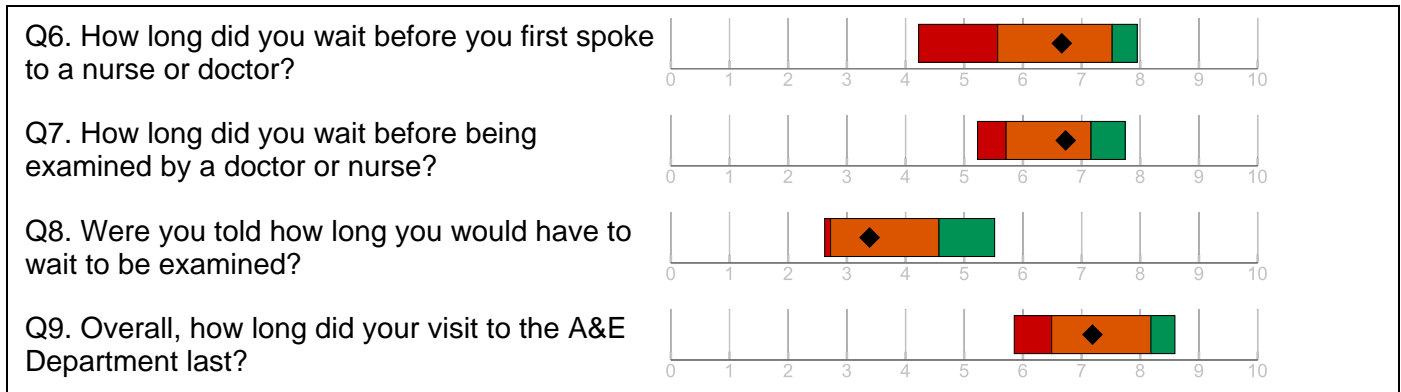 Q6. How long did you wait before you first spoke
to a nurse or doctor?
0 1 2 3 4 5 6 7 8 9 10
Q7. How long did you wait before being
examined by a doctor or nurse?
0 1 2 3 4 5 6 7 8 9 10
Q8. Were you told how long you would have to
wait to be examined?
0 1 2 3 4 5 6 7 8 9 10
Q9. Overall, how long did your visit to the A&E
Department last?
0 1 2 3 4 5 6 7 8 9 10